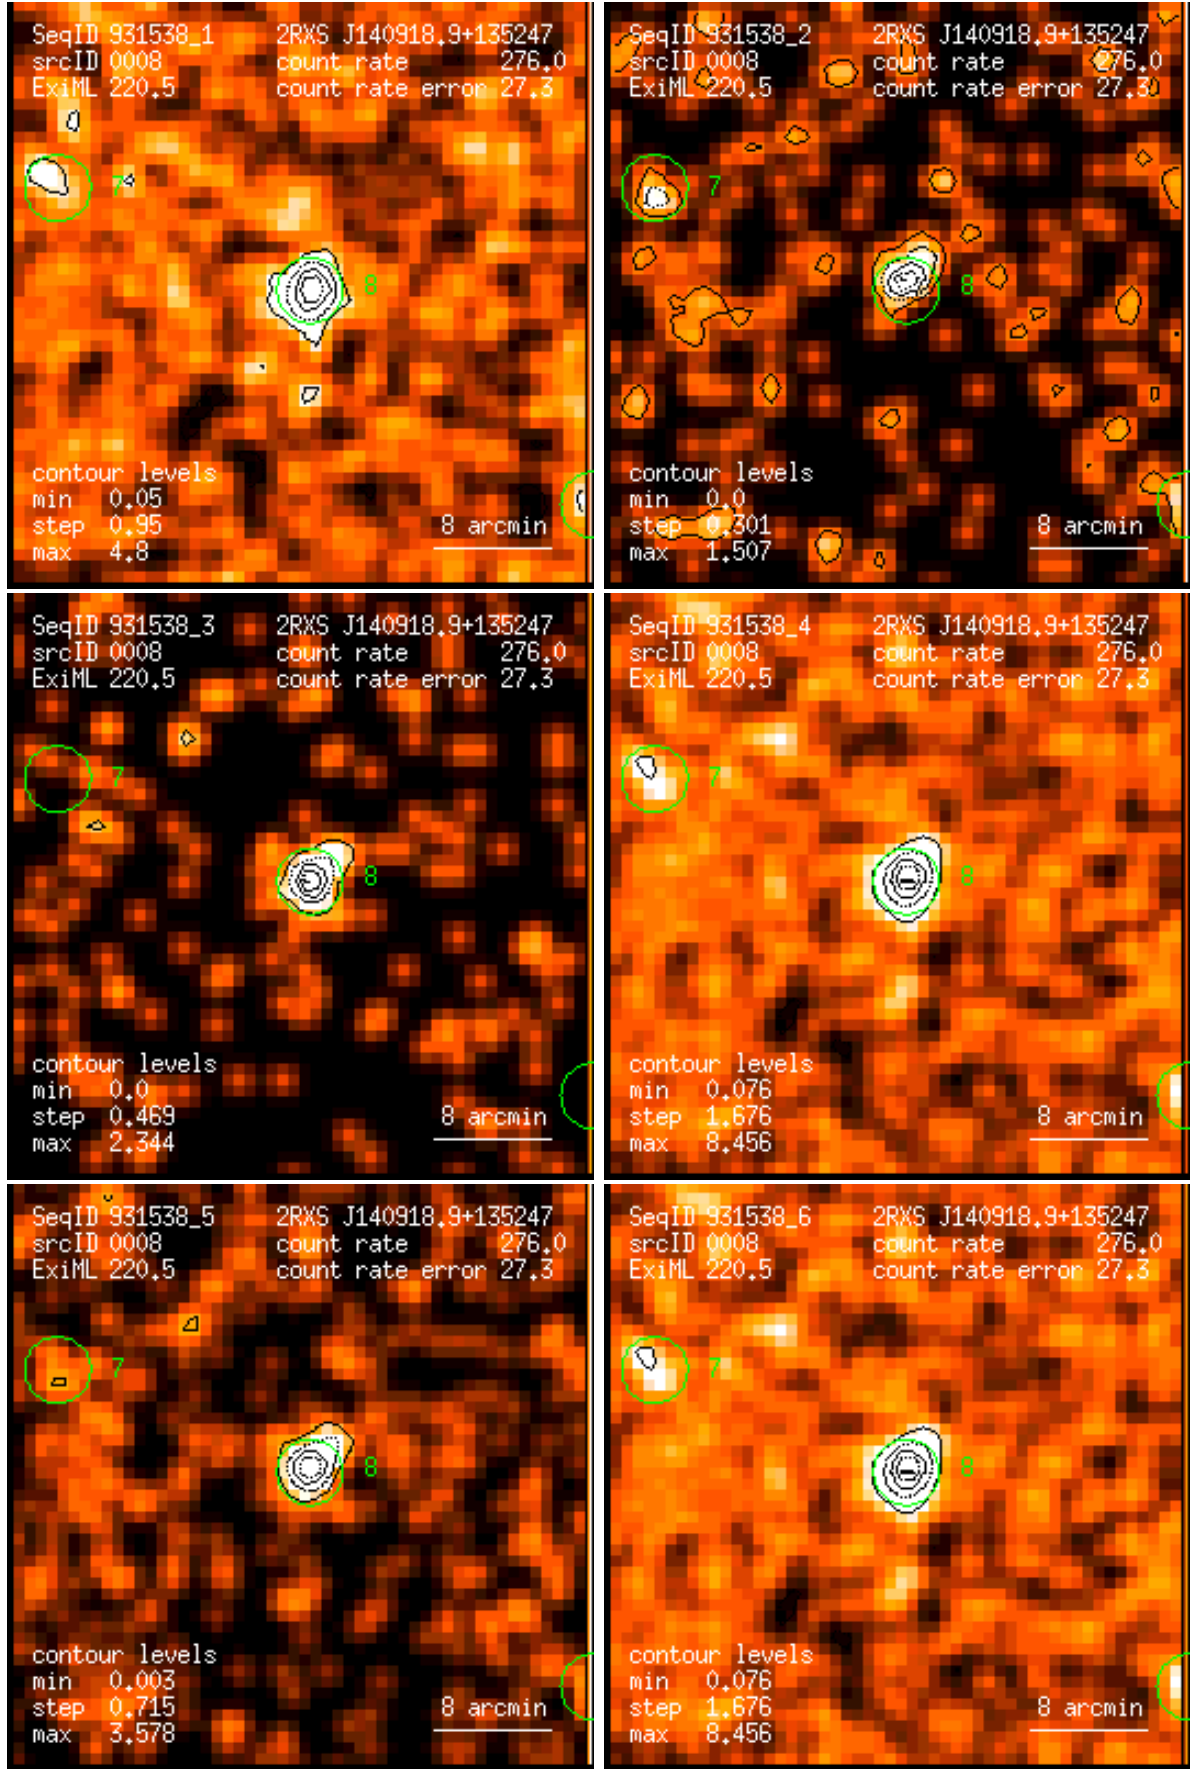 SeqID 931538_1 2RXS J140918.9+135247
srcID 0008 count rate 276.0
ExiML 220.5 count rate error 27.3
7
8
contour levels
min 0.05
step 0.95 8 arcmin
max 4.8
SeqID 931538_2 2RXS J140918.9+135247
srcID 0008 count rate 276.0
ExiML 220.5 count rate error 27.3
7
8
contour levels
min 0.0
step 0.301 8 arcmin
max 1.507
SeqID 931538_3 2RXS J140918.9+135247
srcID 0008 count rate 276.0
ExiML 220.5 count rate error 27.3
7
8
contour levels
min 0.0
step 0.469 8 arcmin
max 2.344
SeqID 931538_4 2RXS J140918.9+135247
srcID 0008 count rate 276.0
ExiML 220.5 count rate error 27.3
7
8
contour levels
min 0.076
step 1.676 8 arcmin
max 8.456
SeqID 931538_5 2RXS J140918.9+135247
srcID 0008 count rate 276.0
ExiML 220.5 count rate error 27.3
7
8
contour levels
min 0.003
step 0.715 8 arcmin
max 3.578
SeqID 931538_6 2RXS J140918.9+135247
srcID 0008 count rate 276.0
ExiML 220.5 count rate error 27.3
7
8
contour levels
min 0.076
step 1.676 8 arcmin
max 8.456